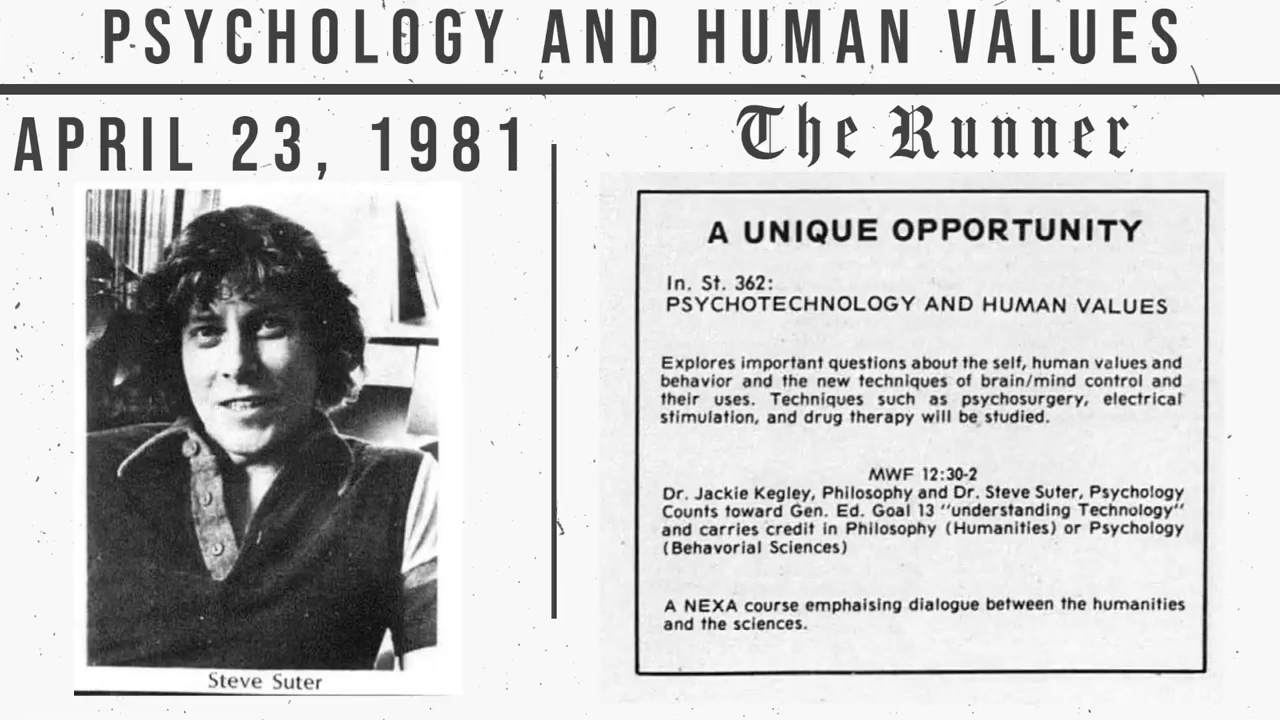 PSYCHOLOGY AND HUMAN VALUES
APRIL 23, 1981
Steve Suter
The Runner
A UNIQUE OPPORTUNITY
In. St. 362:
PSYCHOTECHNOLOGY AND HUMAN VALUES
Explores important questions about the self, human values and
behavior and the new techniques of brain/mind control and
their uses. Techniques such as psychosurgery, electrical
stimulation, and drug therapy will be studied.
MWF 12:30-2
Dr. Jackie Kegley, Philosophy and Dr. Steve Suter, Psychology
Counts toward Gen. Ed. Goal 13 "understanding Technology"
and carries credit in Philosophy (Humanities) or Psychology
(Behavorial Sciences)
A NEXA course emphaising dialogue between the humanities
and the sciences.